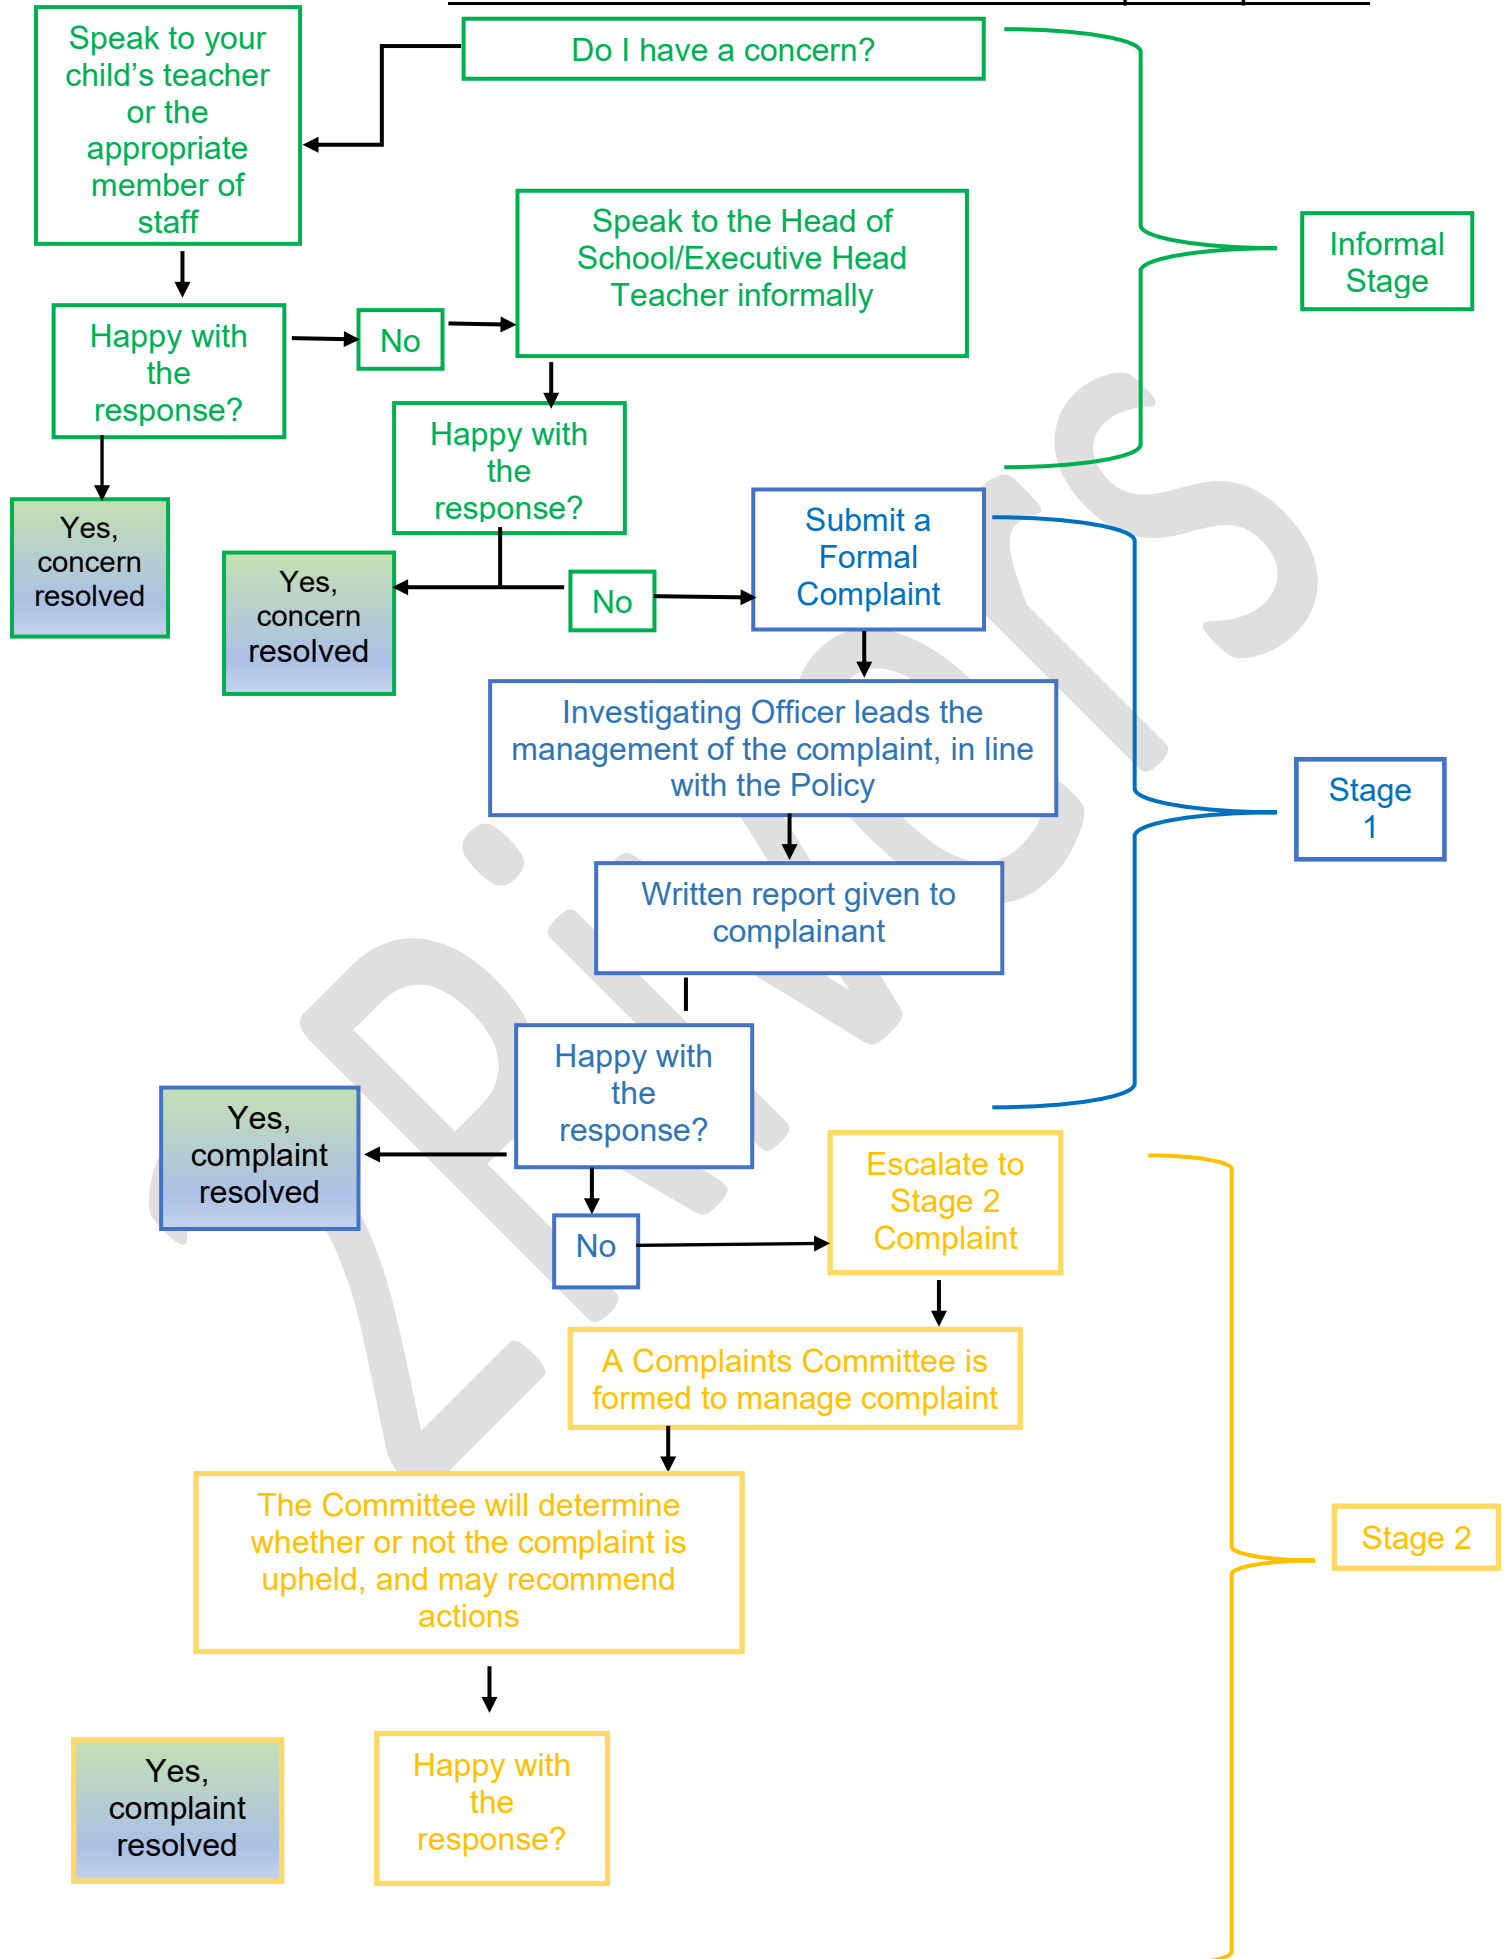 Do I have a concern?
Speak to your
child’s teacher
or the
appropriate
member of
staff
Speak to the Head of
School/Executive Head
Teacher informally
Informal
Stage
Happy with
the
response?
No
Happy with
the
response?
Yes,
concern
resolved
Yes,
concern
resolved
No
Submit a
Formal
Complaint
Investigating Officer leads the
management of the complaint, in line
with the Policy
Stage
1
Written report given to
complainant
Happy with
the
response?
Yes,
complaint
resolved
No
Escalate to
Stage 2
Complaint
A Complaints Committee is
formed to manage complaint
The Committee will determine
whether or not the complaint is
upheld, and may recommend
actions
Stage 2
Yes,
complaint
resolved
Happy with
the
response?